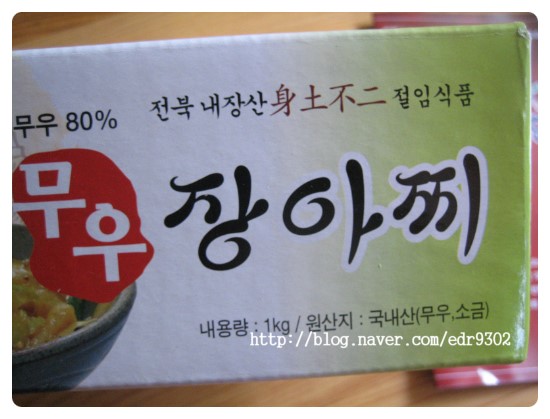 무우 80%
전북 내장산 身土不二 절임식품
무우
장아찌
내용량 : 1kg / 원산지 : 국내산(무우,소금)
http://blog.naver.com/edr9302